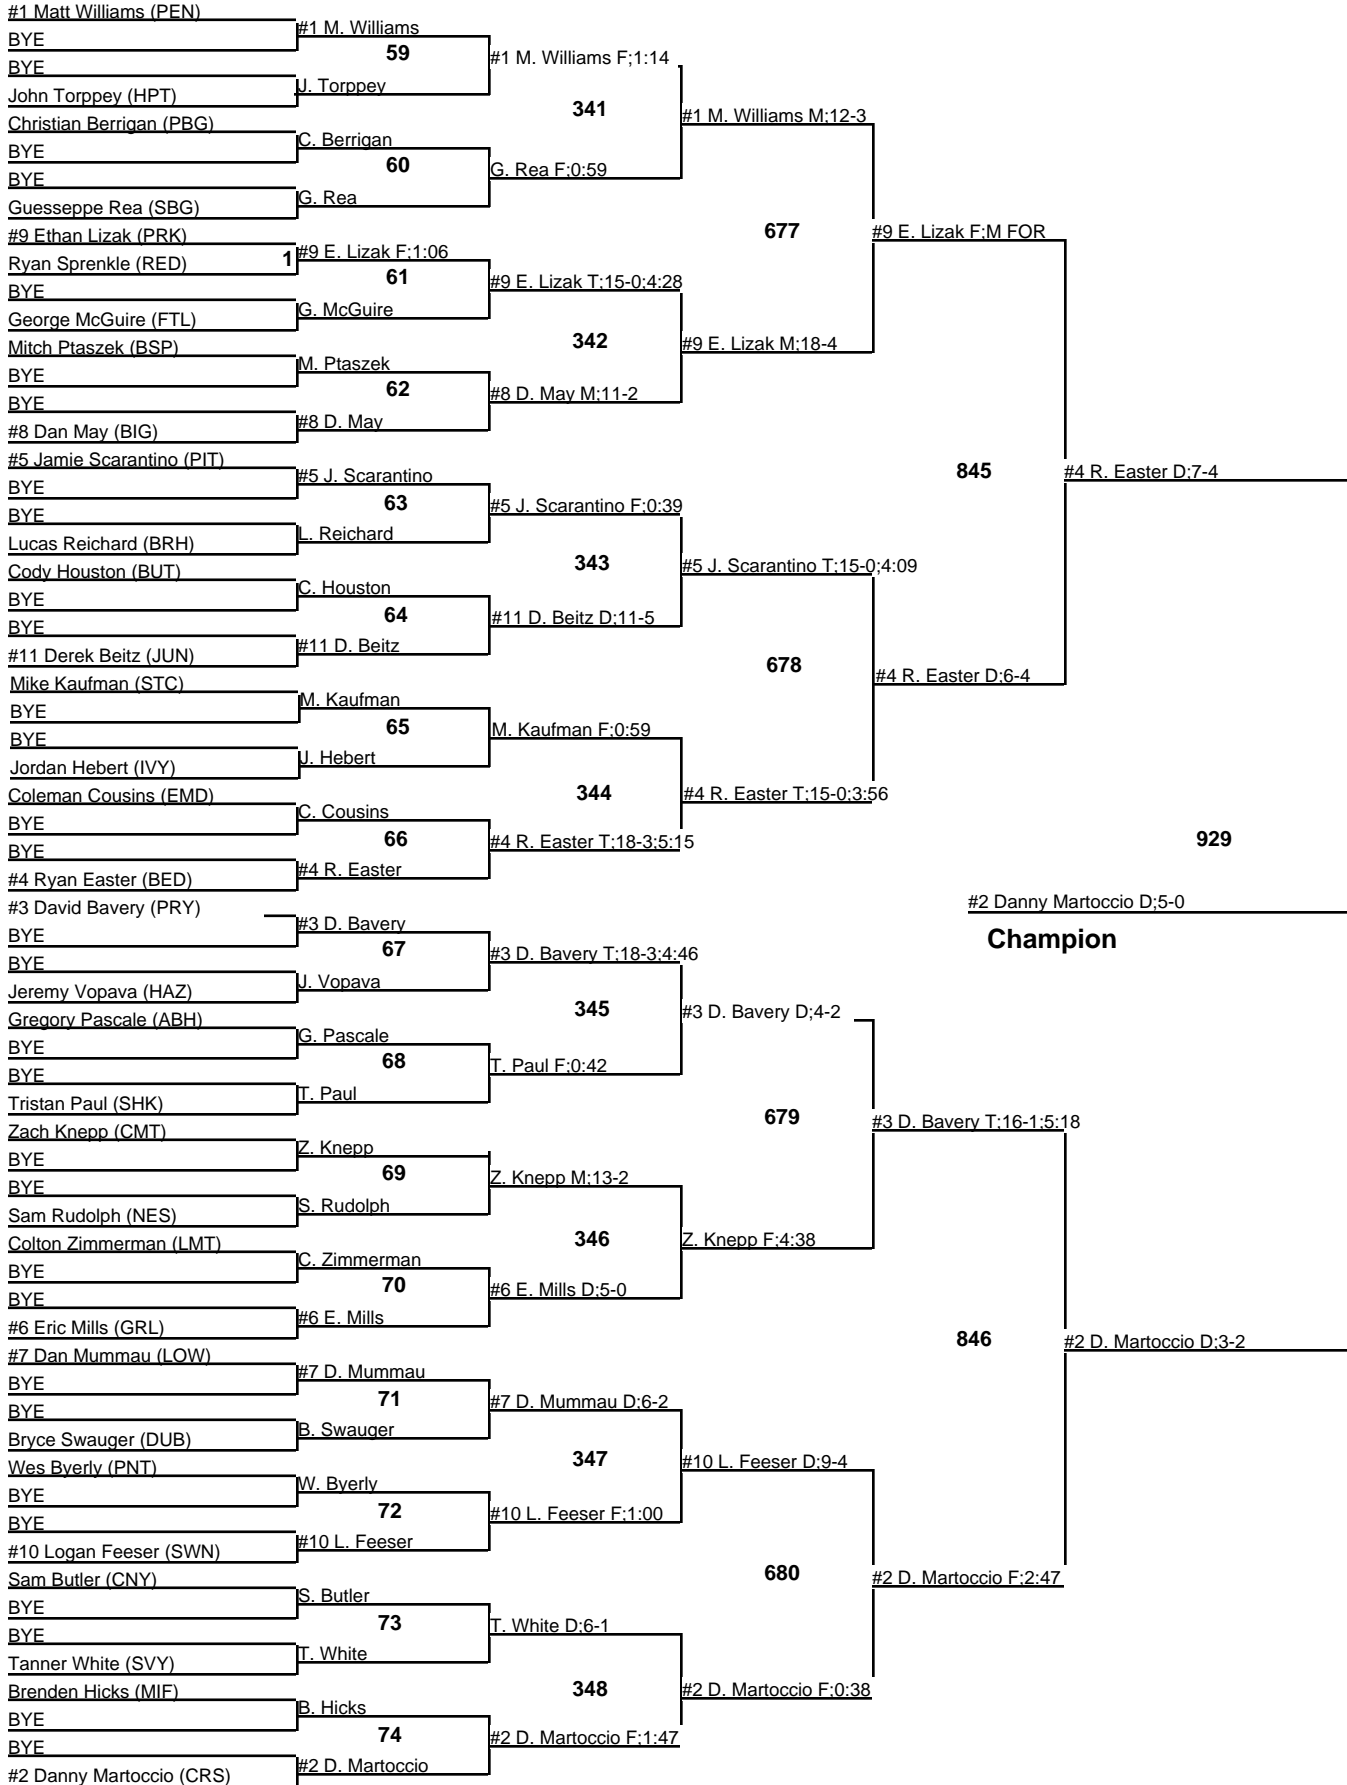 #1 Matt Williams (PEN)
BYE
BYE
John Torppey (HPT)
Christian Berrigan (PBG)
BYE
BYE
Guesseppe Rea (SBG)
#9 Ethan Lizak (PRK)
Ryan Sprenkle (RED)
BYE
George McGuire (FTL)
Mitch Ptaszek (BSP)
BYE
BYE
#8 Dan May (BIG)
#5 Jamie Scarantino (PIT)
BYE
BYE
Lucas Reichard (BRH)
Cody Houston (BUT)
BYE
BYE
#11 Derek Beitz (JUN)
Mike Kaufman (STC)
BYE
BYE
Jordan Hebert (IVY)
Coleman Cousins (EMD)
BYE
BYE
#4 Ryan Easter (BED)
#3 David Bavery (PRY)
BYE
BYE
Jeremy Vopava (HAZ)
Gregory Pascale (ABH)
BYE
BYE
Tristan Paul (SHK)
Zach Knepp (CMT)
BYE
BYE
Sam Rudolph (NES)
Colton Zimmerman (LMT)
BYE
BYE
#6 Eric Mills (GRL)
#7 Dan Mummau (LOW)
BYE
BYE
Bryce Swauger (DUB)
Wes Byerly (PNT)
BYE
BYE
#10 Logan Feeser (SWN)
Sam Butler (CNY)
BYE
BYE
Tanner White (SVY)
Brenden Hicks (MIF)
BYE
BYE
#2 Danny Martoccio (CRS)
#1 M. Williams
59
J. Torppey
C. Berrigan
60
G. Rea
1
#9 E. Lizak F;1:06
61
G. McGuire
M. Ptaszek
62
#8 D. May
#5 J. Scarantino
63
L. Reichard
C. Houston
64
#11 D. Beitz
M. Kaufman
65
J. Hebert
C. Cousins
66
#4 R. Easter
#3 D. Bavery
67
J. Vopava
G. Pascale
68
T. Paul
Z. Knepp
69
S. Rudolph
C. Zimmerman
70
#6 E. Mills
#7 D. Mummau
71
B. Swauger
W. Byerly
72
#10 L. Feeser
S. Butler
73
T. White
B. Hicks
74
#2 D. Martoccio
#1 M. Williams F;1:14
341
G. Rea F;0:59
#9 E. Lizak T;15-0;4:28
342
#8 D. May M;11-2
#5 J. Scarantino F;0:39
343
#11 D. Beitz D;11-5
M. Kaufman F;0:59
344
#4 R. Easter T;18-3;5:15
#3 D. Bavery T;18-3;4:46
345
T. Paul F;0:42
Z. Knepp M;13-2
346
#6 E. Mills D;5-0
#7 D. Mummau D;6-2
347
#10 L. Feeser F;1:00
T. White D;6-1
348
#2 D. Martoccio F;1:47
#1 M. Williams M;12-3
677
#9 E. Lizak M;18-4
#5 J. Scarantino T;15-0;4:09
678
#4 R. Easter T;15-0;3:56
#3 D. Bavery D;4-2
679
Z. Knepp F;4:38
#10 L. Feeser D;9-4
680
#2 D. Martoccio F;0:38
#9 E. Lizak F;M FOR
845
#4 R. Easter D;6-4
#3 D. Bavery T;16-1;5:18
846
#2 D. Martoccio F;2:47
#4 R. Easter D;7-4
929
#2 D. Martoccio D;3-2
#2 Danny Martoccio D;5-0
Champion